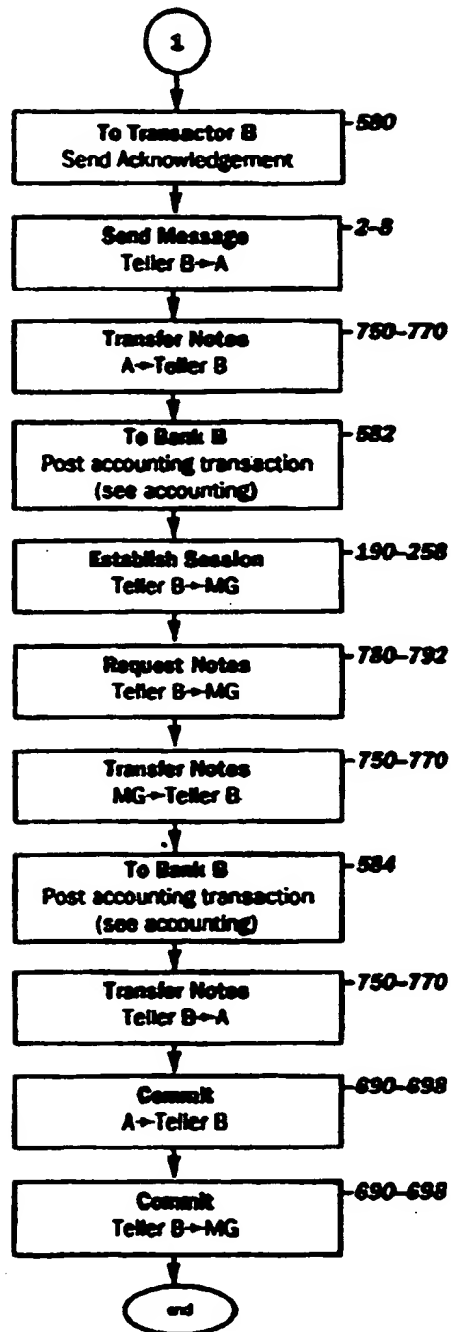 1
To Transactor B
Send Acknowledgement
580
Send Message
Teller B→A
2-8
Transfer Notes
A→Teller B
750-770
To Bank B
Post accounting transaction
(see accounting)
582
Establish Session
Teller B→MG
190-258
Request Notes
Teller B→MG
780-792
Transfer Notes
MG→Teller B
750-770
To Bank B
Post accounting transaction
(see accounting)
584
Transfer Notes
Teller B→A
750-770
Commit
A→Teller B
690-698
Commit
Teller B→MG
690-698
end